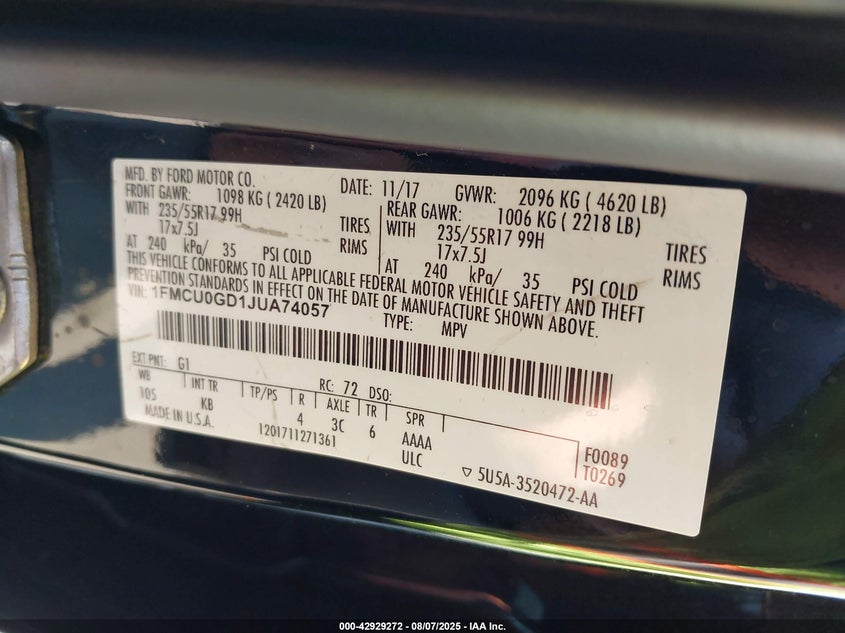 MFD. BY FORD MOTOR CO. DATE: 11/17 GVWR: 2096 KG ( 4620 LB)
FRONT GAWR: 1098 KG ( 2420 LB) REAR GAWR: 1006 KG ( 2218 LB)
WITH 235/55R17 99H TIRES WITH 235/55R17 99H TIRES
17x7.5J RIMS 17x7.5J RIMS
AT 240 kPa/ 35 PSI COLD AT 240 kPa/ 35 PSI COLD
THIS VEHICLE CONFORMS TO ALL APPLICABLE FEDERAL MOTOR VEHICLE SAFETY AND THEFT
PREVENTION STANDARDS IN EFFECT ON THE DATE OF MANUFACTURE SHOWN ABOVE.
VIN: 1FMCU0GD1JUA74057 TYPE: MPV
EXT PNT: G1 RC: 72 DSO:
WB INT TR TP/PS R AXLE TR SPR
105 KB 4 3C 6 AAAA F0089
MADE IN U.S.A. 1201711271361 ULC T0269
5U5A-3520472-AA
000-42929272 - 08/07/2025 - IAA Inc.